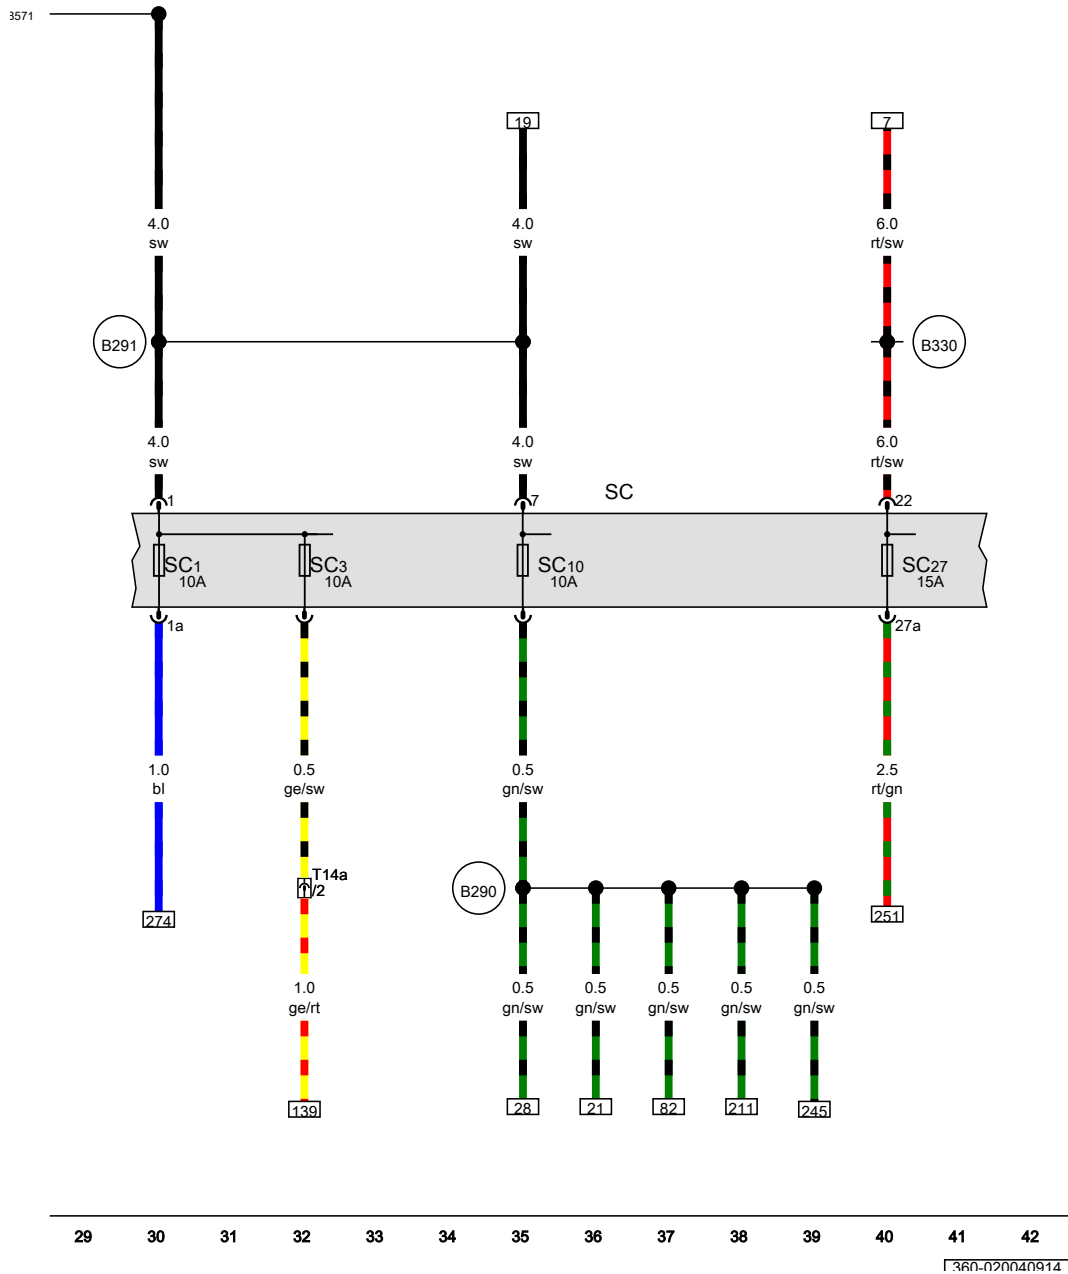 3571
19
7
4.0
sw
4.0
sw
6.0
rt/sw
B291
B330
4.0
sw
4.0
sw
6.0
rt/sw
SC
1
7
22
SC1
10A
SC3
10A
SC10
10A
SC27
15A
1a
27a
1.0
bl
0.5
ge/sw
0.5
gn/sw
2.5
rt/gn
T14a
/2
B290
274
251
1.0
ge/rt
0.5
gn/sw
0.5
gn/sw
0.5
gn/sw
0.5
gn/sw
0.5
gn/sw
139
28
21
82
211
245
29 30 31 32 33 34 35 36 37 38 39 40 41 42
360-020040914